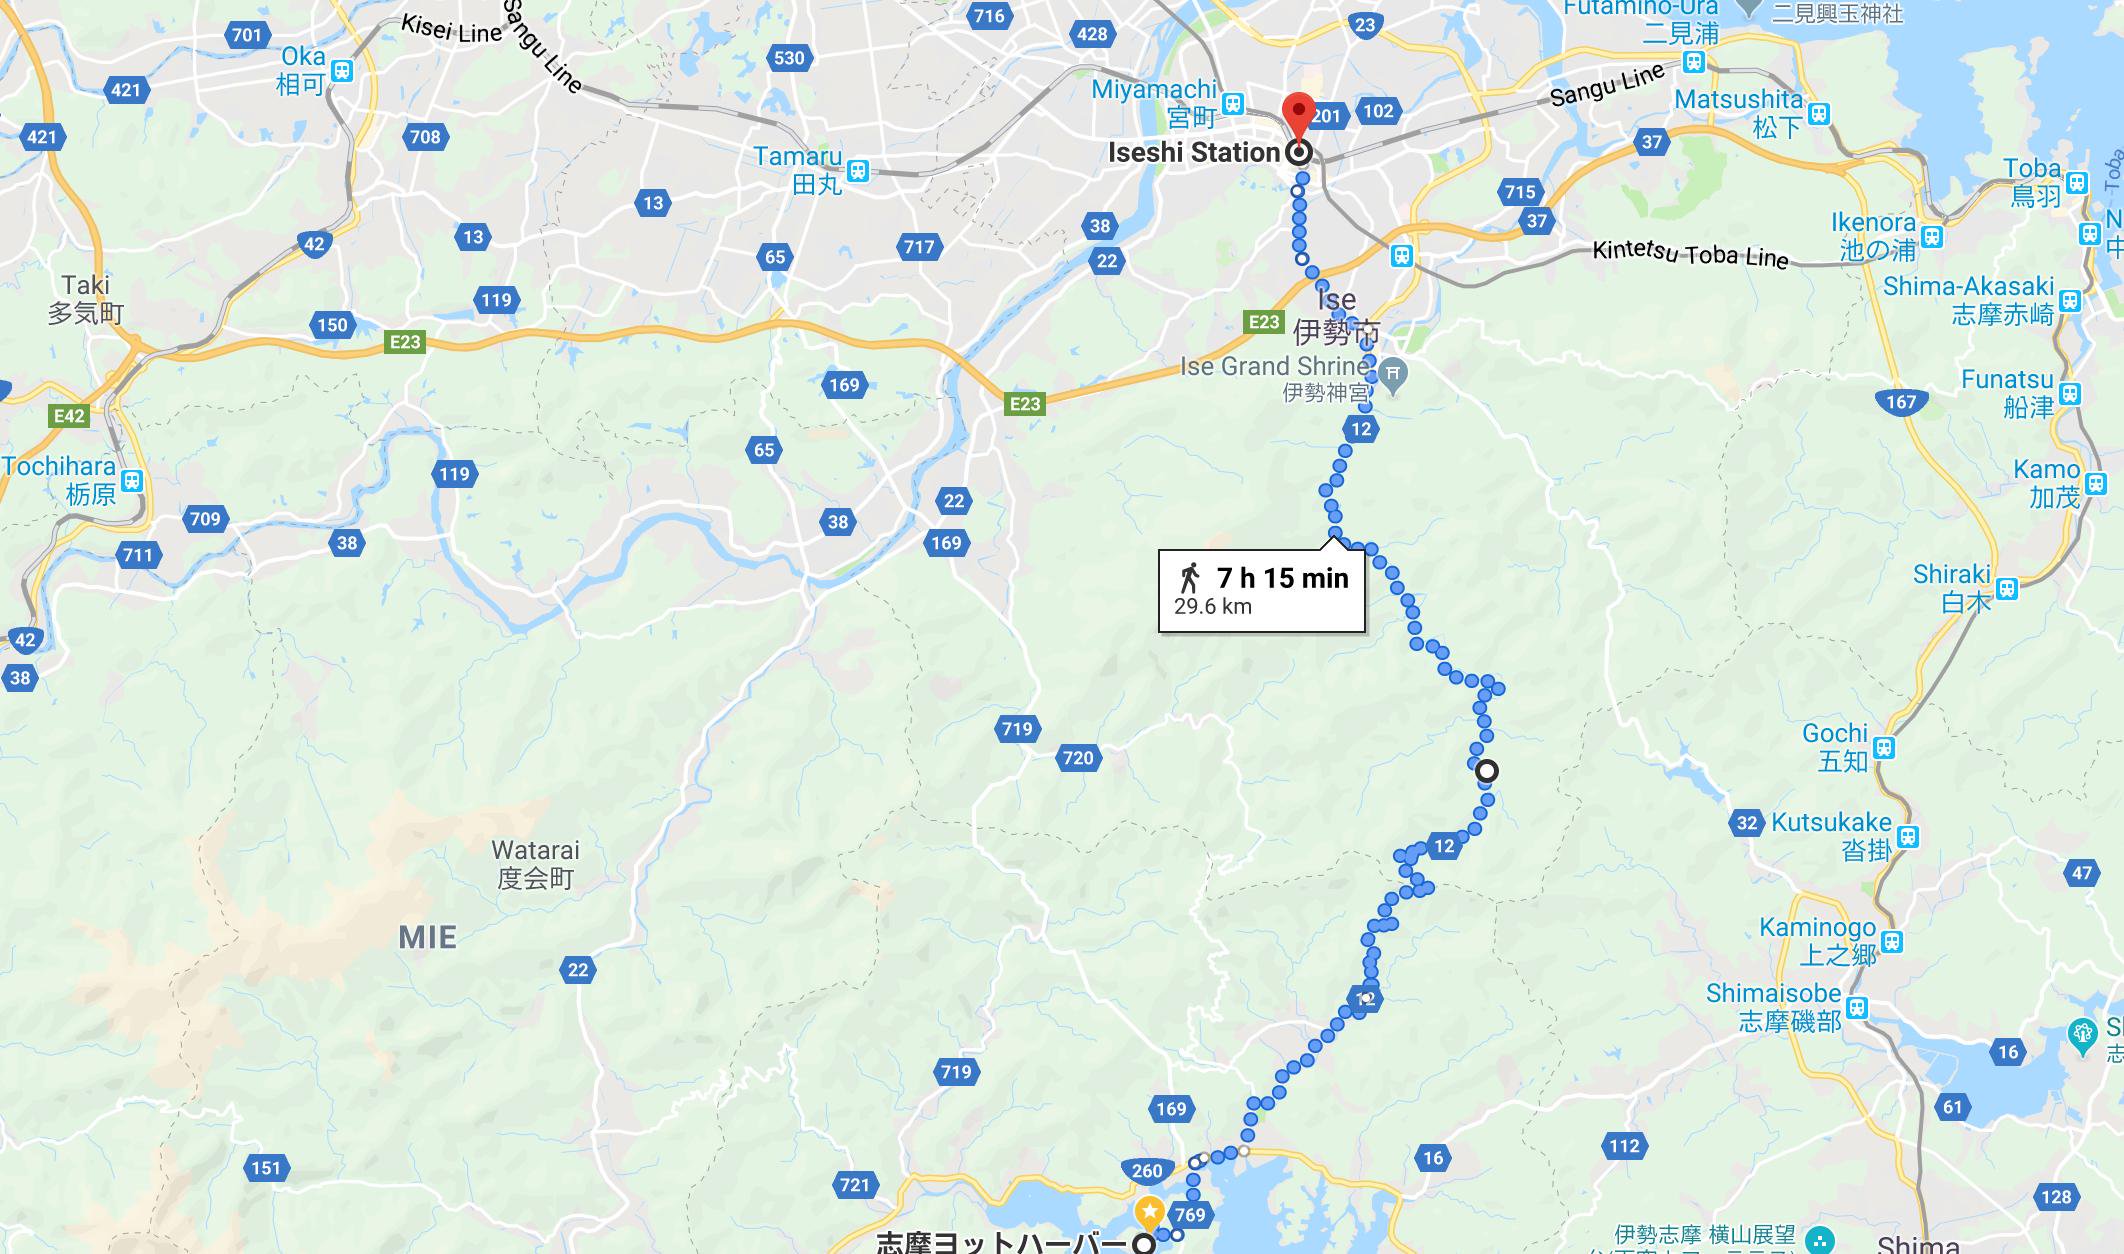 716
23
Futamino-Ura
二見浦
二見興玉神社
701
Kisei Line
Sangu Line
428
Oka
相可
530
Sangu Line
421
Miyamachi
宮町
201
102
Matsushita
松下
421
708
37
Iseshi Station
Tamaru
田丸
Toba
鳥羽
Toba
13
715
37
Ikenora
池の浦
N
中
42
13
38
717
65
22
Kintetsu Toba Line
Taki
多気町
119
Shima-Akasaki
志摩赤崎
150
E23
E23
Ise
伊勢市
Ise Grand Shrine
伊勢神宮
169
Funatsu
船津
E42
E23
167
12
65
Tochihara
栃原
119
Kamo
加茂
22
709
38
38
711
169
7 h 15 min
29.6 km
Shiraki
白木
42
38
719
720
Gochi
五知
32
Kutsukake
沓掛
12
Watarai
度会町
47
MIE
Kaminogo
上之郷
22
Shimaisobe
志摩磯部
12
16
719
169
61
151
260
16
112
721
128
769
志摩ヨットハーバー
伊勢志摩 横山展望
Shima